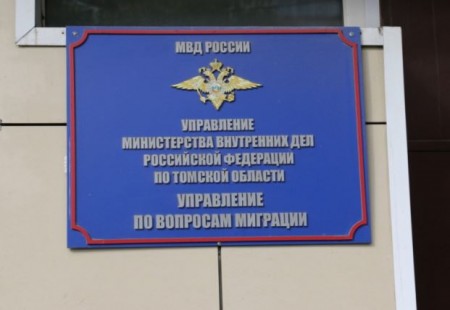 МВД РОССИИ
УПРАВЛЕНИЕ
МИНИСТЕРСТВА ВНУТРЕННИХ ДЕЛ
РОССИЙСКОЙ ФЕДЕРАЦИИ
ПО ТОМСКОЙ ОБЛАСТИ
УПРАВЛЕНИЕ
ПО ВОПРОСАМ МИГРАЦИИ